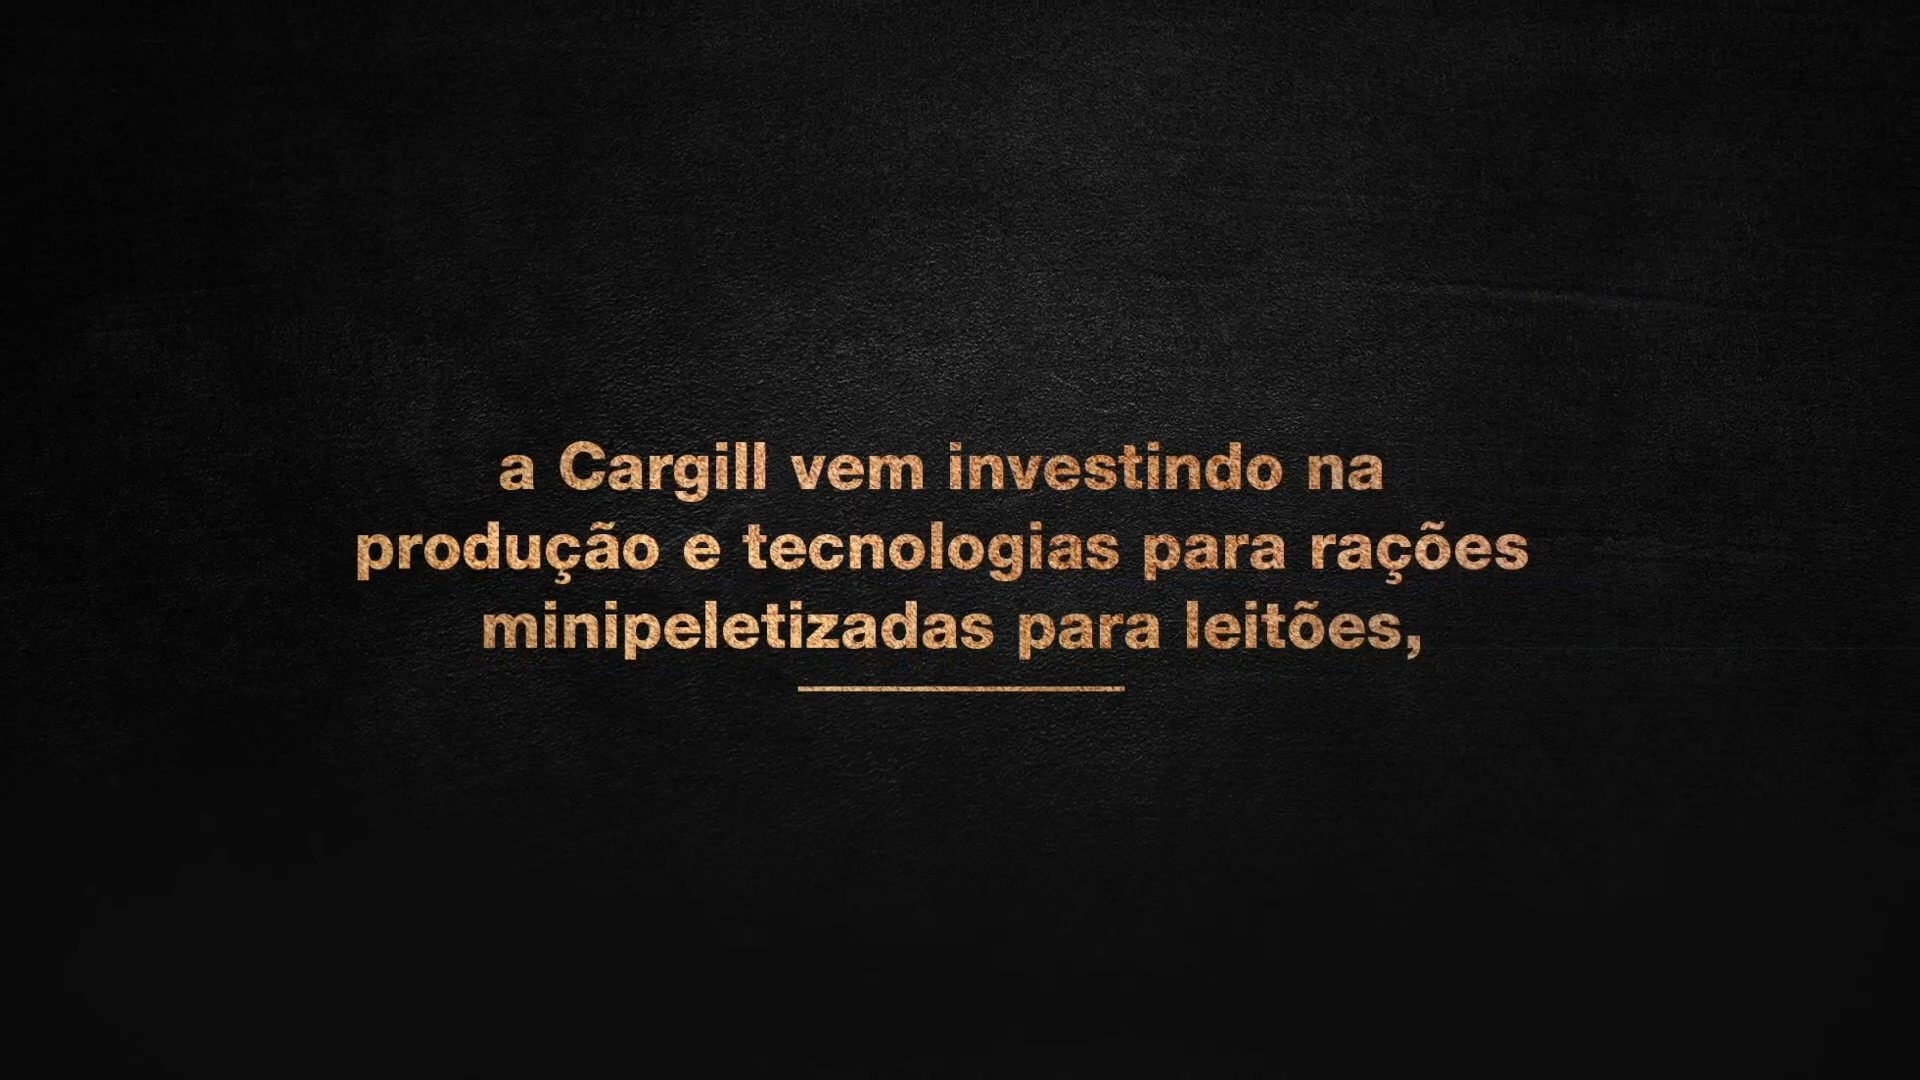 a Cargill vem investindo na
produção e tecnologias para rações
minipeletizadas para leitões,